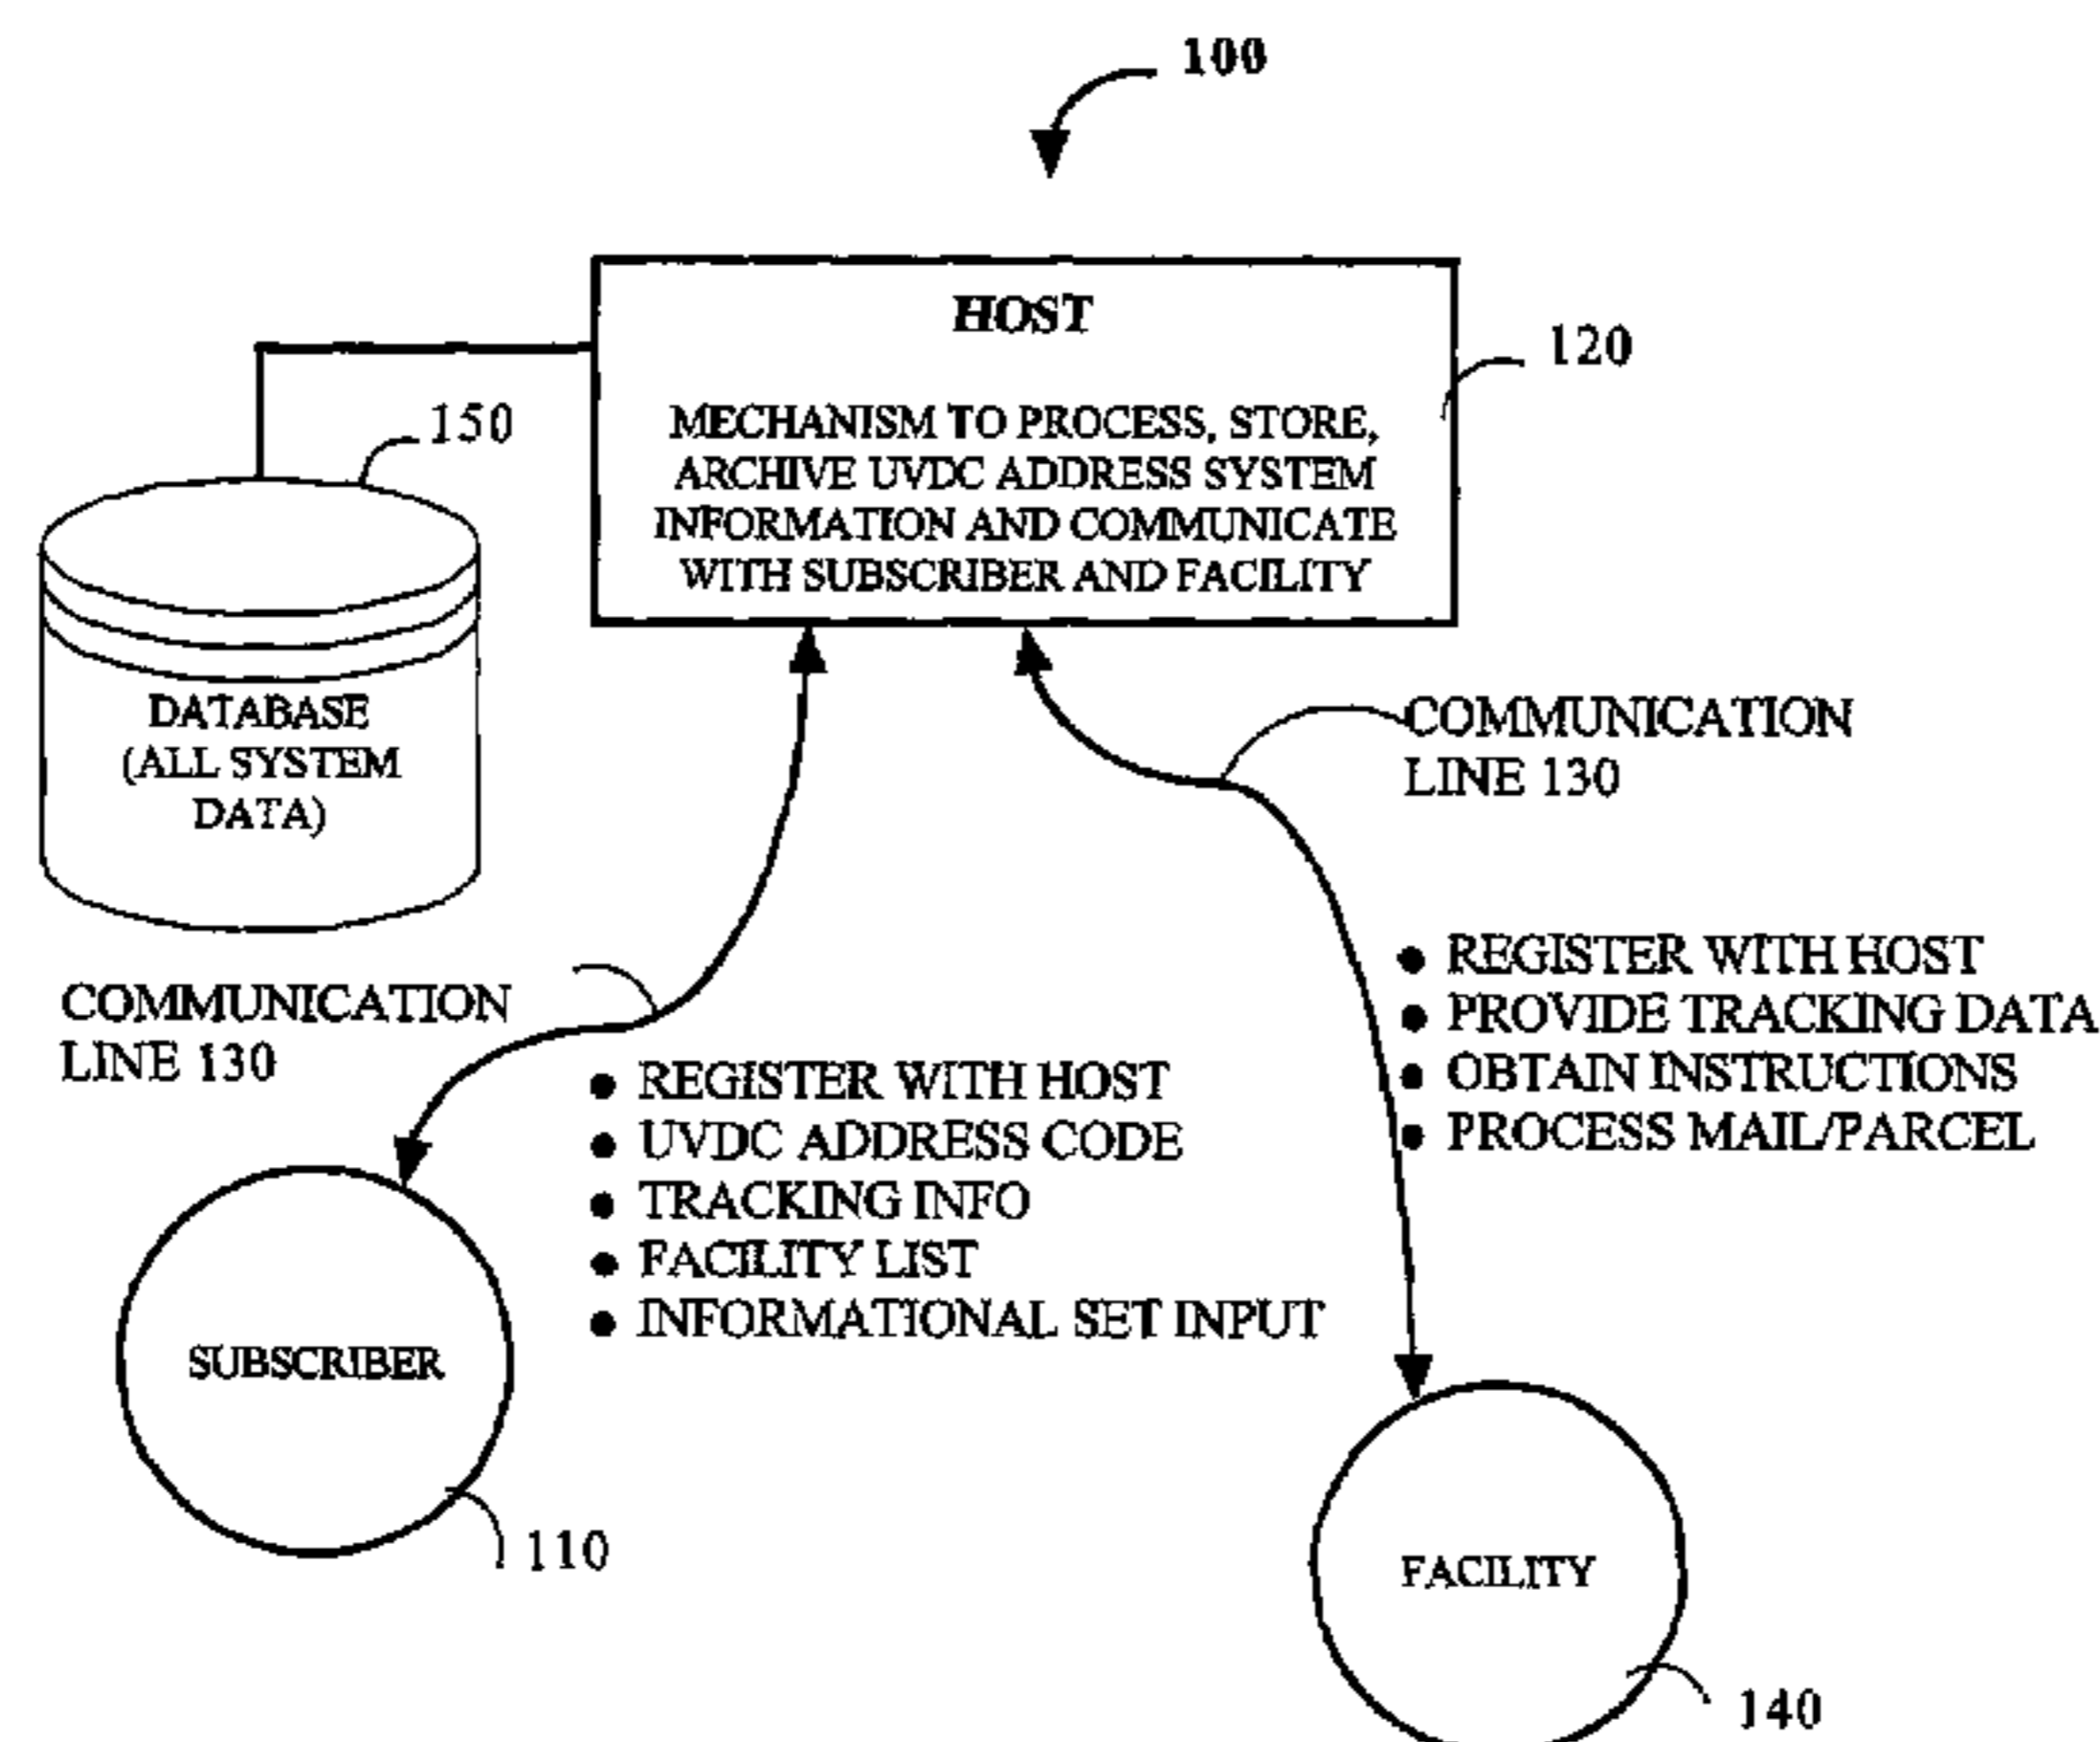 100
HOST
120
MECHANISM TO PROCESS, STORE,
ARCHIVE UVDC ADDRESS SYSTEM
INFORMATION AND COMMUNICATE
WITH SUBSCRIBER AND FACILITY
150
DATABASE
(ALL SYSTEM
DATA)
COMMUNICATION
LINE 130
COMMUNICATION
LINE 130
● REGISTER WITH HOST
● PROVIDE TRACKING DATA
● OBTAIN INSTRUCTIONS
● PROCESS MAIL/PARCEL
● REGISTER WITH HOST
● UVDC ADDRESS CODE
● TRACKING INFO
● FACILITY LIST
● INFORMATIONAL SET INPUT
SUBSCRIBER
110
FACILITY
140